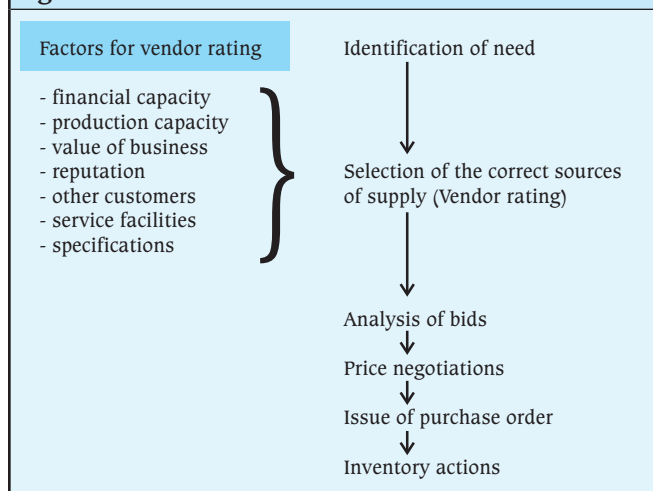 Factors for vendor rating
- financial capacity
- production capacity
- value of business
- reputation
- other customers
- service facilities
- specifications
Identification of need
Selection of the correct sources
of supply (Vendor rating)
Analysis of bids
Price negotiations
Issue of purchase order
Inventory actions